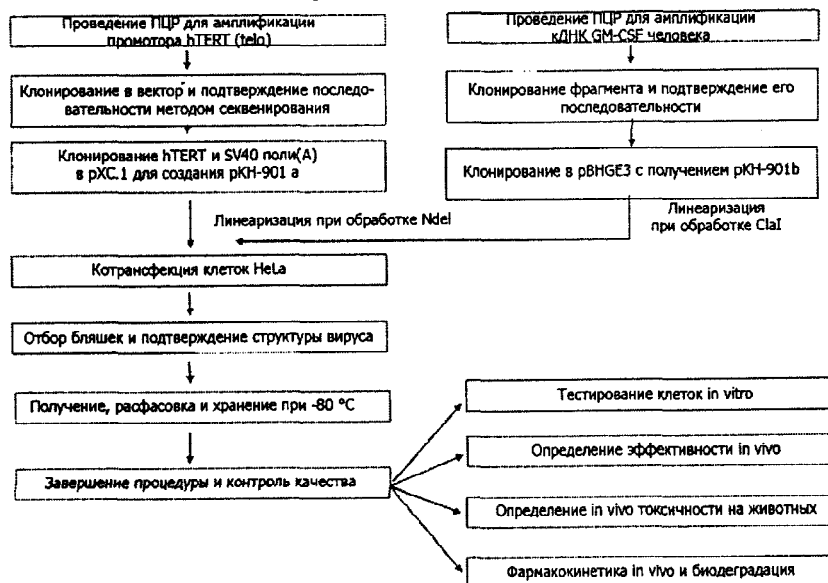 Проведение ПЦР для амплификации
промотора hTERT (telo)
Клонирование в вектор и подтверждение последо-
вательности методом секвенирования
Клонирование hTERT и SV40 поли(A)
в pXC.1 для создания pKH-901 a
Проведение ПЦР для амплификации
кДНК GM-CSF человека
Клонирование фрагмента и подтверждение его
последовательности
Клонирование в pBHGE3 с получением pKH-901b
Линеаризация при обработке NdeI
Линеаризация
при обработке ClaI
Котрансфекция клеток HeLa
Отбор бляшек и подтверждение структуры вируса
Получение, расфасовка и хранение при -80 °C
Завершение процедуры и контроль качества
Тестирование клеток in vitro
Определение эффективности in vivo
Определение in vivo токсичности на животных
Фармакокинетика in vivo и биодеградация